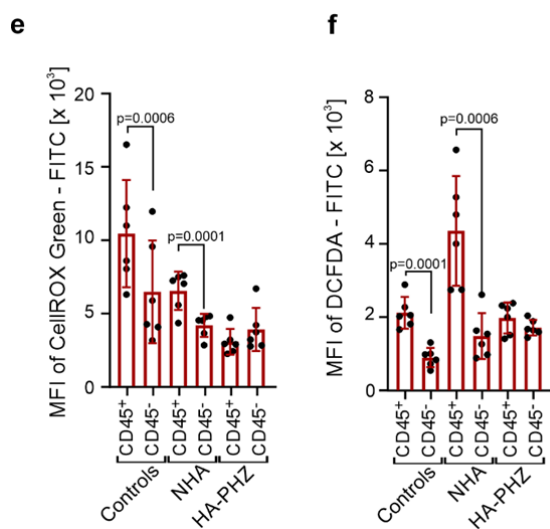 e
MFI of CellROX Green - FITC [x 10³]
20
15
10
5
0
p=0.0006
p=0.0001
CD45⁺
CD45⁻
CD45⁺
CD45⁻
CD45⁺
CD45⁻
Controls
NHA
HA-PHZ
f
MFI of DCFDA - FITC [x 10³]
8
6
4
2
0
p=0.0006
p=0.0001
CD45⁺
CD45⁻
CD45⁺
CD45⁻
CD45⁺
CD45⁻
Controls
NHA
HA-PHZ